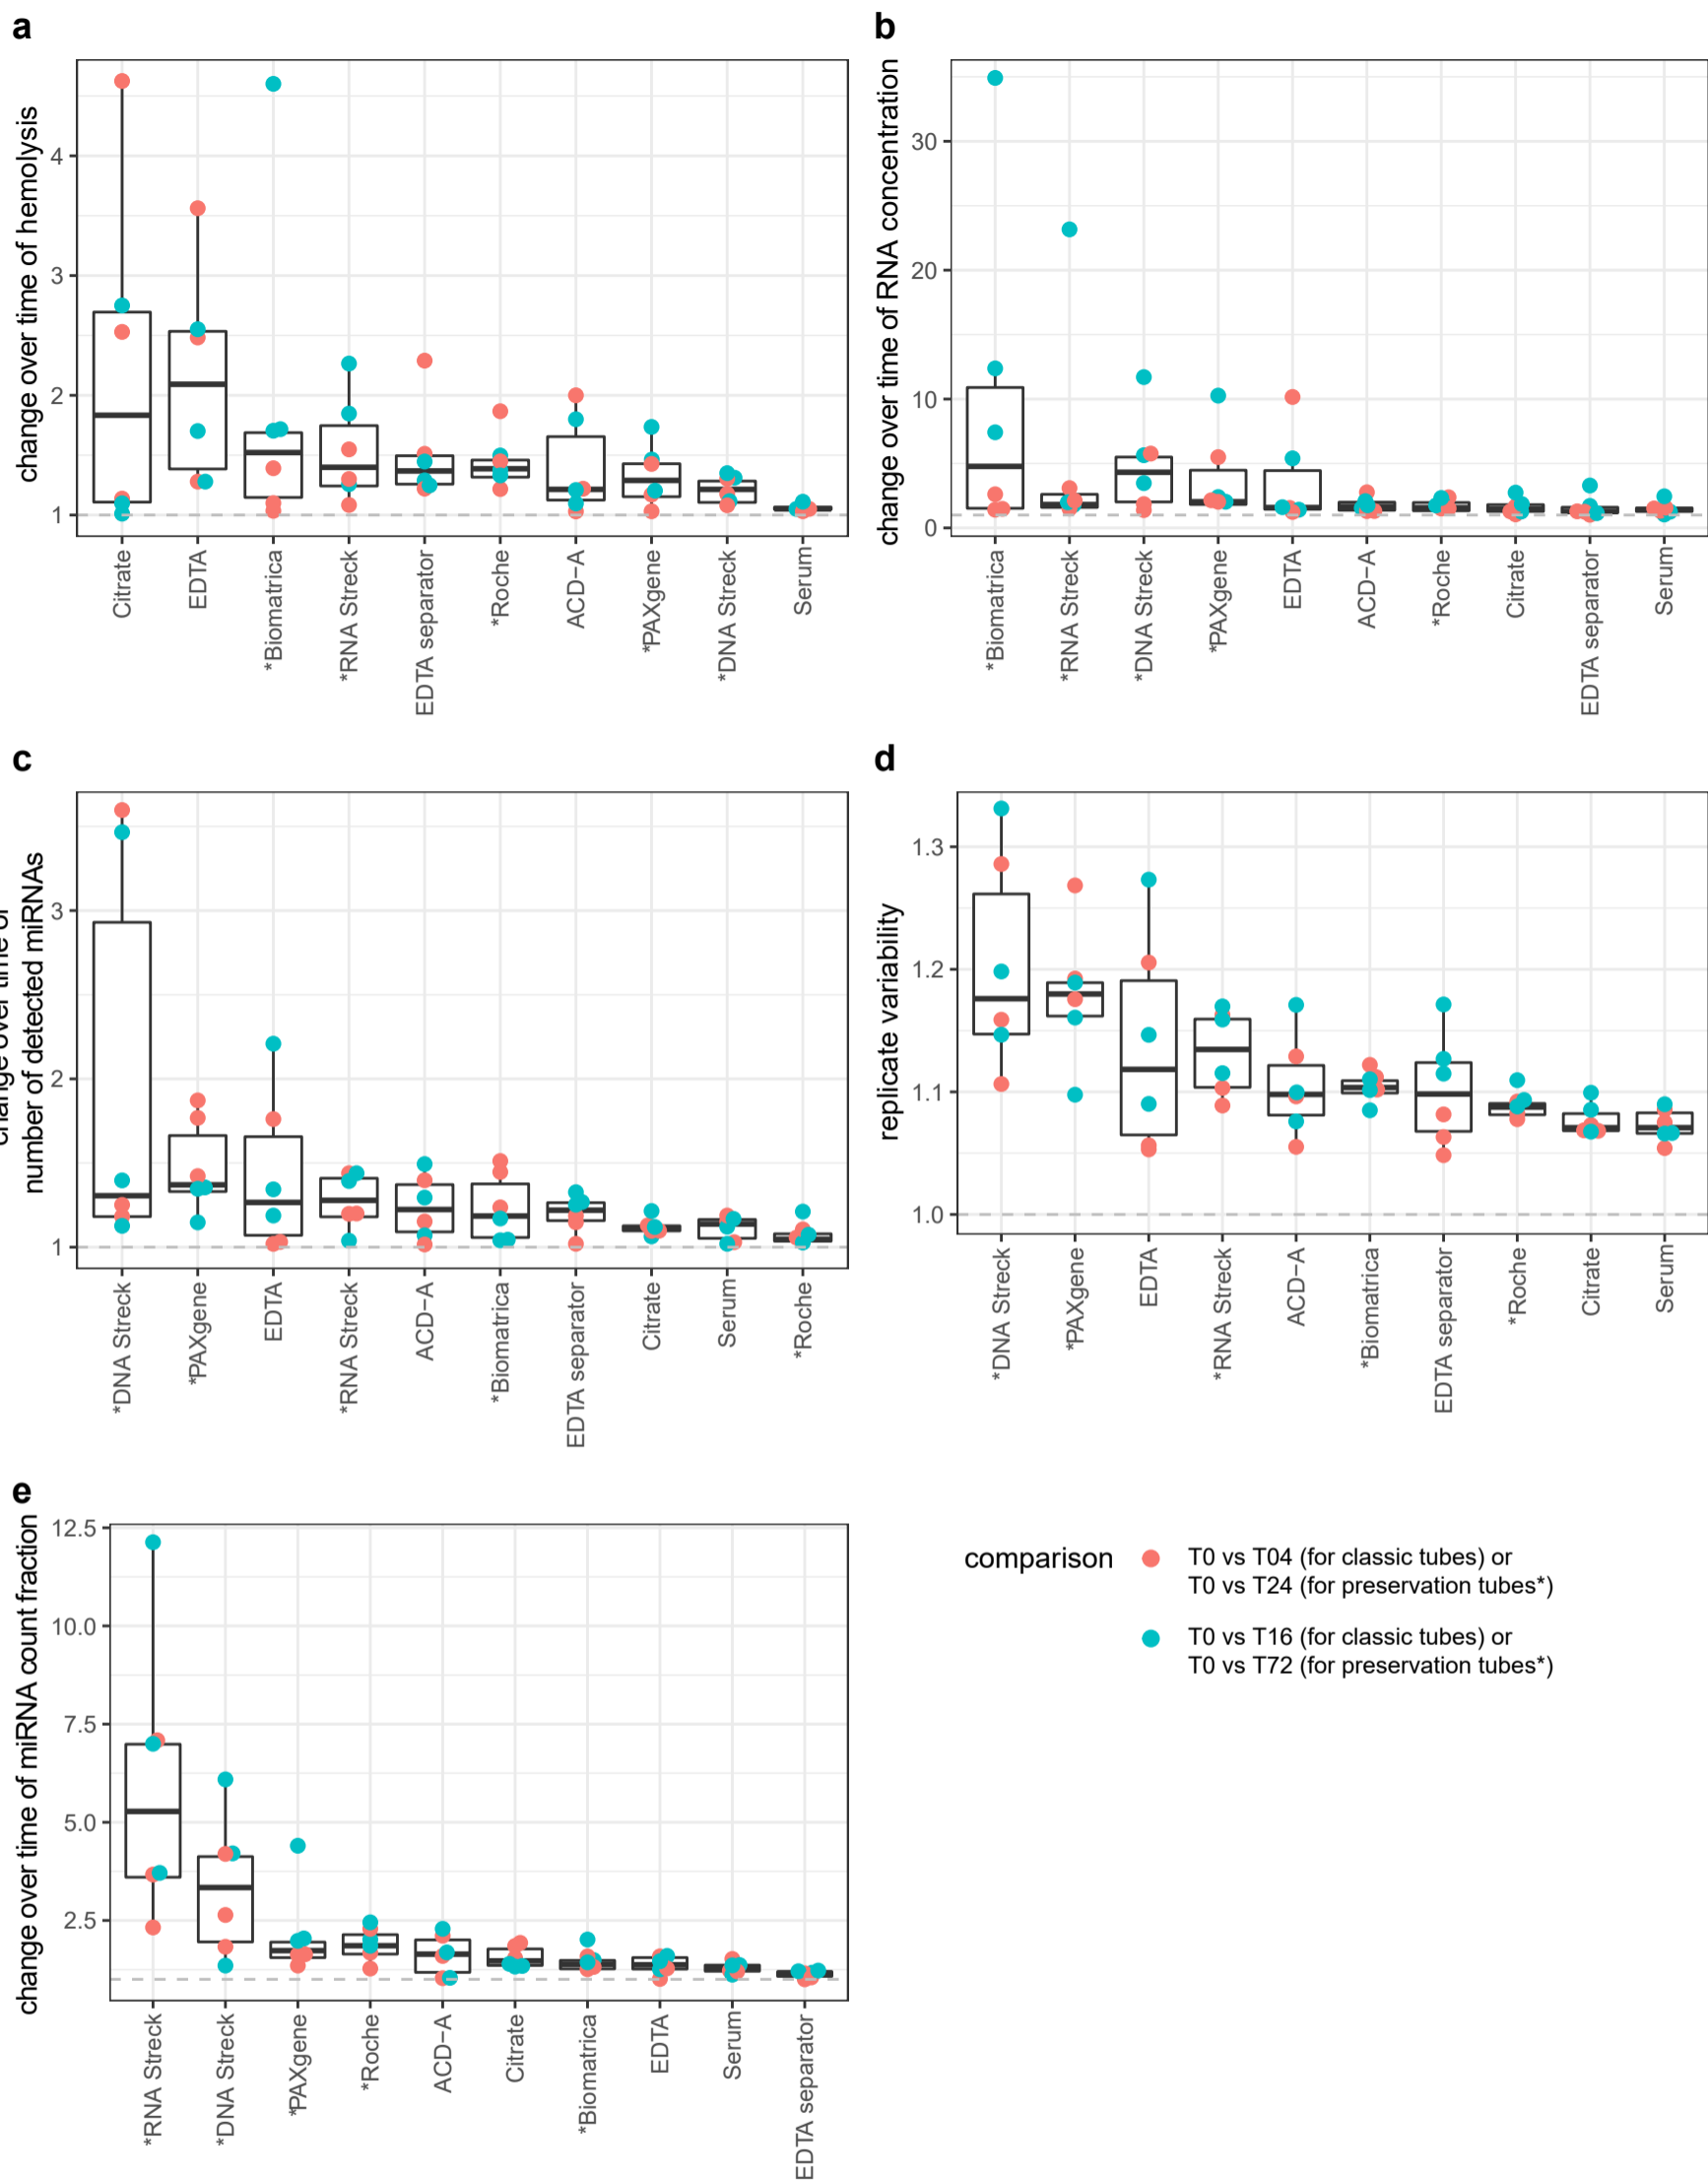 a
change over time of hemolysis
4
3
2
1
Citrate
EDTA
*Biomatrica
*RNA Streck
EDTA separator
*Roche
ACD−A
*PAXgene
*DNA Streck
Serum
b
change over time of RNA concentration
30
20
10
0
*Biomatrica
*RNA Streck
*DNA Streck
*PAXgene
EDTA
ACD−A
*Roche
Citrate
EDTA separator
Serum
c
change over time of
number of detected miRNAs
3
2
1
*DNA Streck
*PAXgene
EDTA
*RNA Streck
ACD−A
*Biomatrica
EDTA separator
Citrate
Serum
*Roche
d
replicate variability
1.3
1.2
1.1
1.0
*DNA Streck
*PAXgene
EDTA
*RNA Streck
ACD−A
*Biomatrica
EDTA separator
*Roche
Citrate
Serum
e
change over time of miRNA count fraction
12.5
10.0
7.5
5.0
2.5
*RNA Streck
*DNA Streck
*PAXgene
*Roche
ACD−A
Citrate
*Biomatrica
EDTA
Serum
EDTA separator
comparison
T0 vs T04 (for classic tubes) or
T0 vs T24 (for preservation tubes*)
T0 vs T16 (for classic tubes) or
T0 vs T72 (for preservation tubes*)